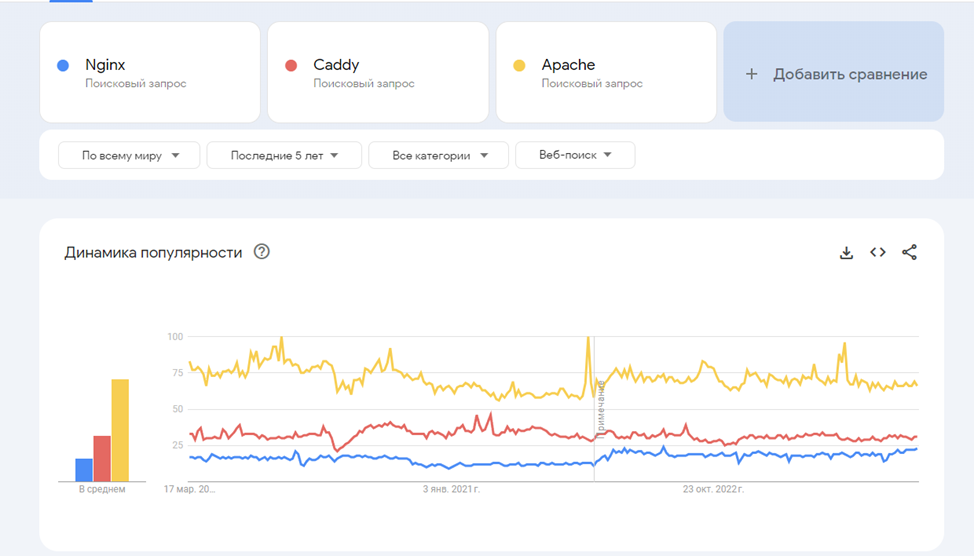 Nginx
Поисковый запрос
Caddy
Поисковый запрос
Apache
Поисковый запрос
+ Добавить сравнение
По всему миру
Последние 5 лет
Все категории
Веб-поиск
Динамика популярности
100
75
50
25
Примечание
В среднем
17 мар. 20...
3 янв. 2021 г.
23 окт. 2022 г.